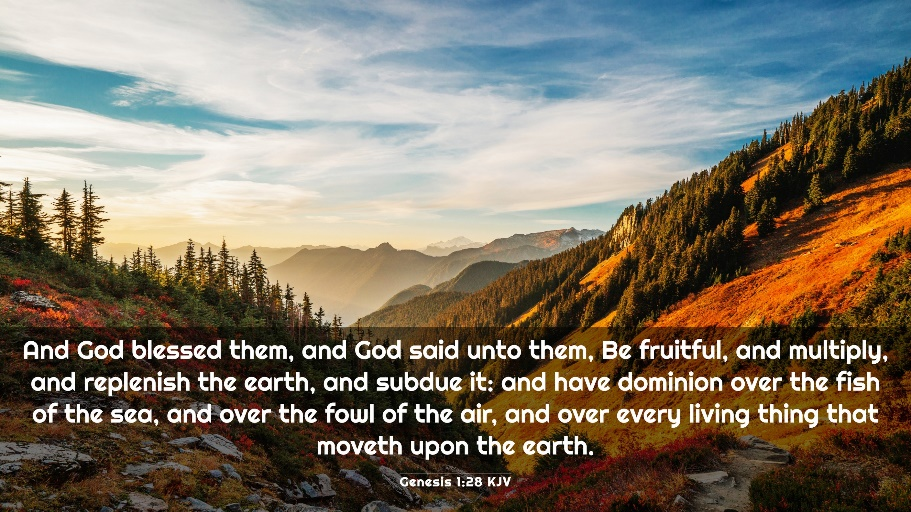 And God blessed them, and God said unto them, Be fruitful, and multiply,
and replenish the earth, and subdue it: and have dominion over the fish
of the sea, and over the fowl of the air, and over every living thing that
moveth upon the earth.
Genesis 1:28 KJV